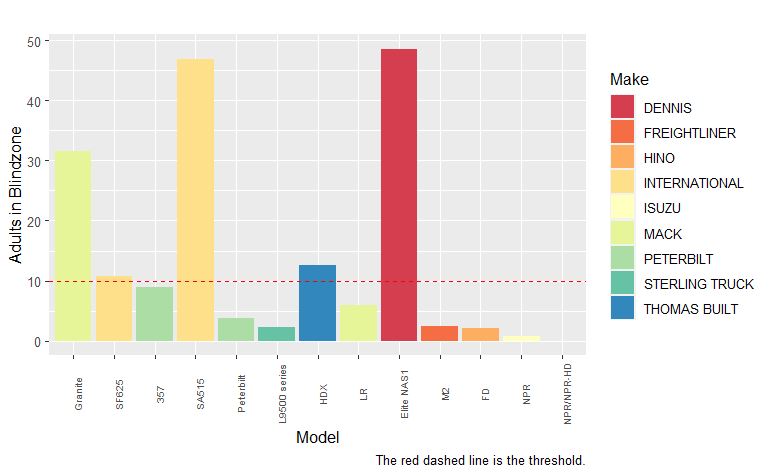 Adults in Blindzone
50
40
30
20
10
0
Granite
SF625
357
SA515
Peterbilt
L9500 series
HDX
LR
Elite NAS1
M2
FD
NPR
NPR/NPR-HD
Model
The red dashed line is the threshold.
Make
DENNIS
FREIGHTLINER
HINO
INTERNATIONAL
ISUZU
MACK
PETERBILT
STERLING TRUCK
THOMAS BUILT